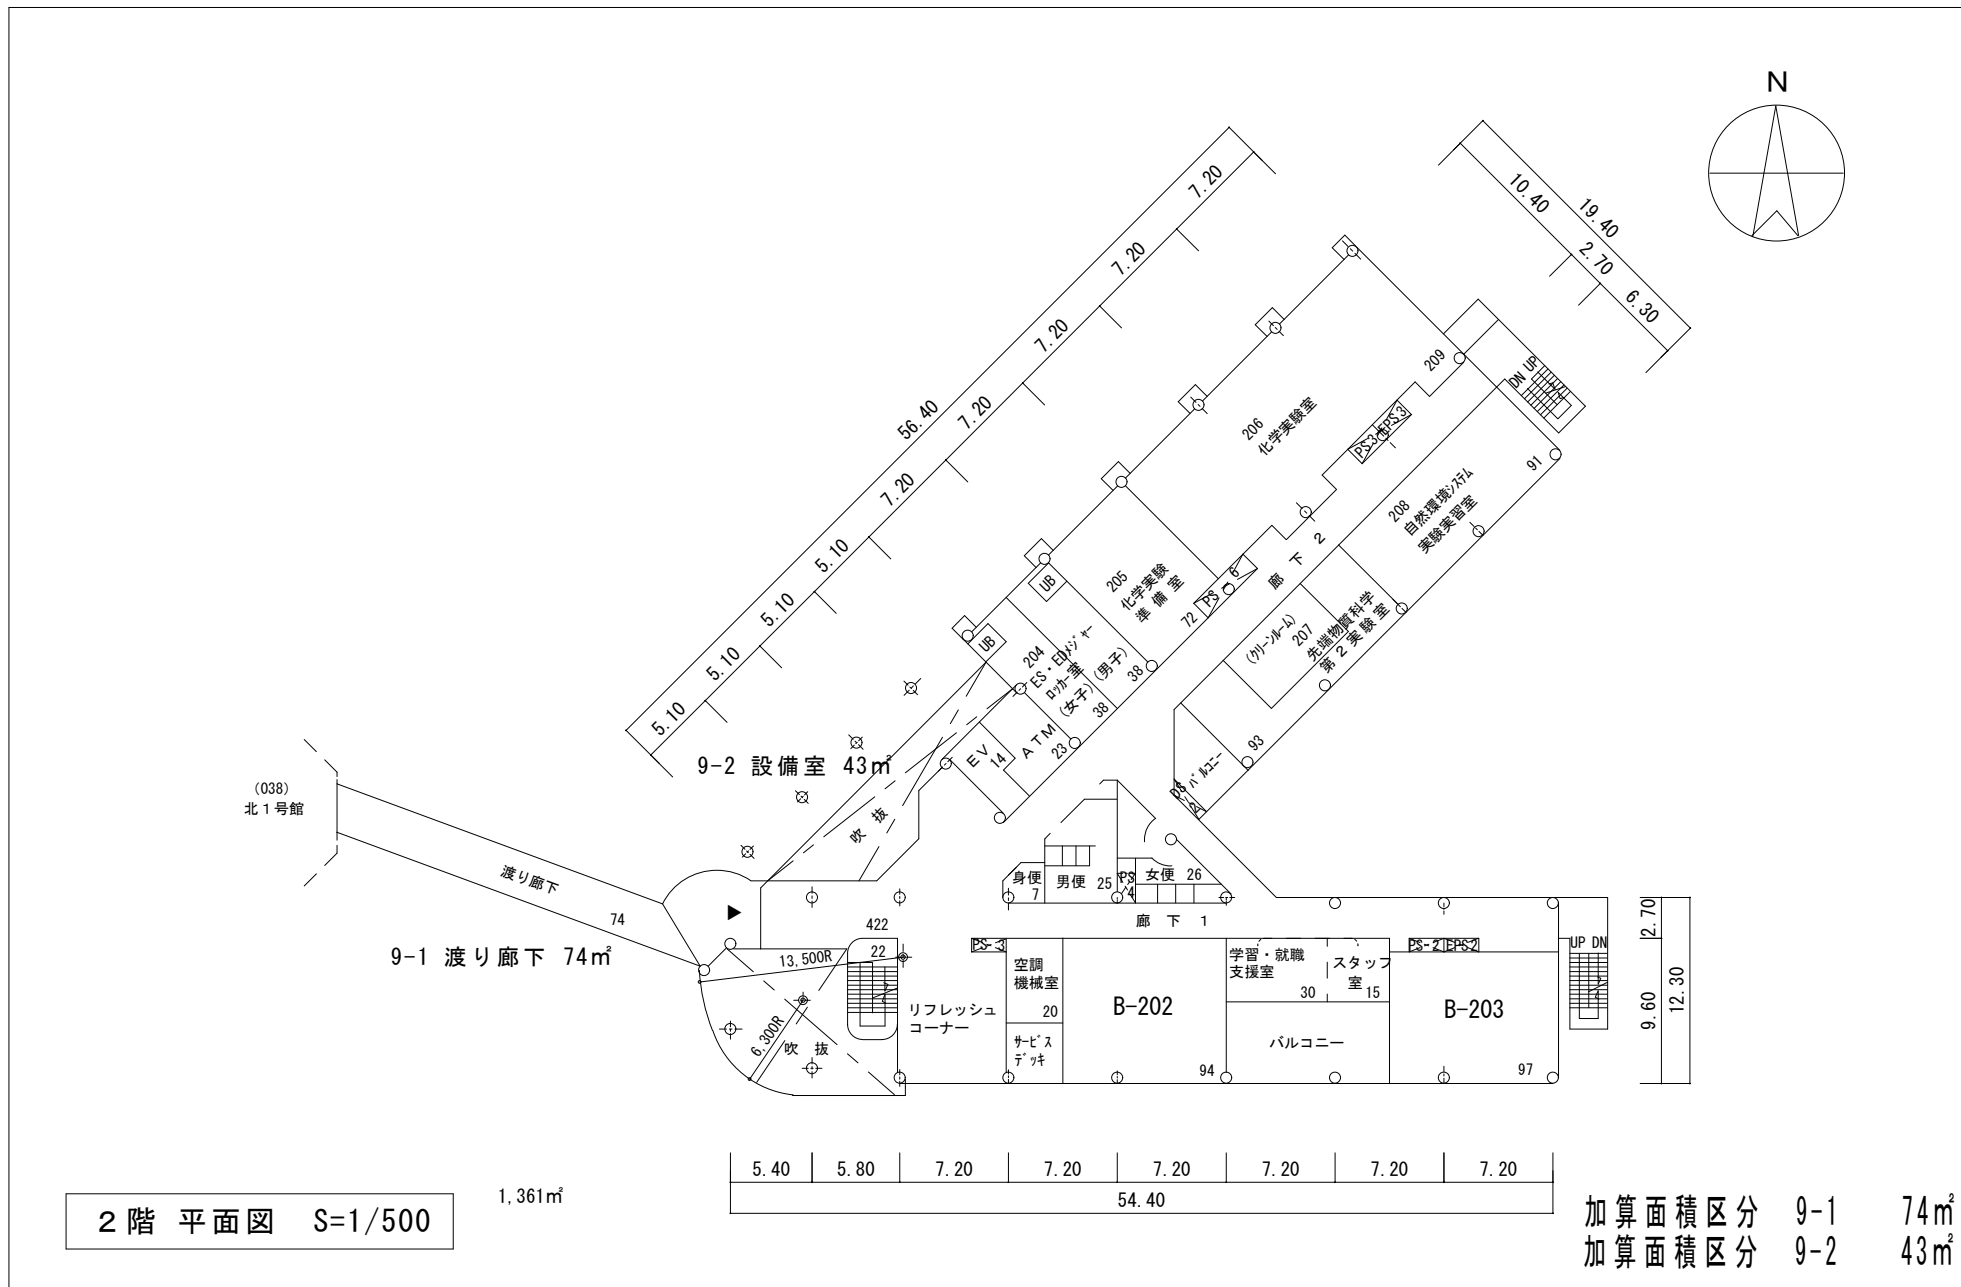 N
7.20
7.20
7.20
7.20
7.20
5.10
5.10
5.10
5.10
56.40
10.40
2.70
6.30
19.40
209
206
化学実験室
DN UP
PS-3
EPS3
91
208
自然環境システム
実験実習室
廊下2
205
化学実験
準備室
72
PS-6
UB
UB
204
ES・EDメジャー
ロッカー室
(女子)
(男子)
38
38
(クリーンルーム)
207
先端物質科学
第2実験室
93
バルコニー
DS-2
EV
14
ATM
23
9-2 設備室 43㎡
吹抜
(038)
北1号館
渡り廊下
74
9-1 渡り廊下 74㎡
身便
7
男便
25
PS-4
女便
26
廊下1
422
22
13,500R
6,300R
吹抜
PS-3
空調
機械室
20
リフレッシュ
コーナー
サービス
デッキ
B-202
94
学習・就職
支援室
30
スタッフ
室
15
バルコニー
PS-2
EPS2
B-203
97
UP DN
2.70
9.60
12.30
5.40
5.80
7.20
7.20
7.20
7.20
7.20
7.20
54.40
1,361㎡
2階 平面図 S=1/500
加算面積区分 9-1 74㎡
加算面積区分 9-2 43㎡